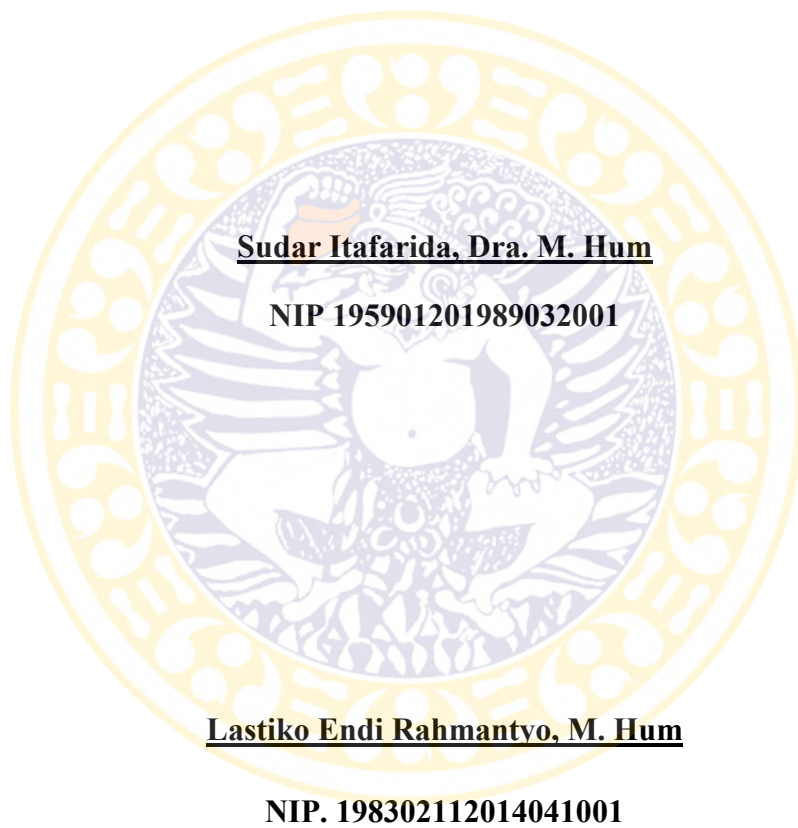 Sudar Itafarida, Dra. M. Hum
NIP 195901201989032001
Lastiko Endi Rahmantyo, M. Hum
NIP. 198302112014041001